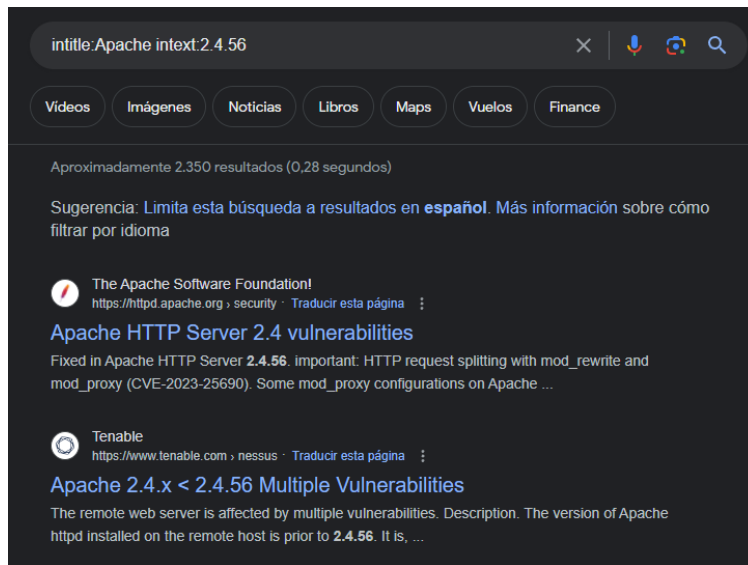 intitle:Apache intext:2.4.56
Vídeos
Imágenes
Noticias
Libros
Maps
Vuelos
Finance
Aproximadamente 2.350 resultados (0,28 segundos)
Sugerencia: Limita esta búsqueda a resultados en español. Más información sobre cómo
filtrar por idioma
The Apache Software Foundation!
https://httpd.apache.org › security · Traducir esta página
Apache HTTP Server 2.4 vulnerabilities
Fixed in Apache HTTP Server 2.4.56. important: HTTP request splitting with mod_rewrite and
mod_proxy (CVE-2023-25690). Some mod_proxy configurations on Apache ...
Tenable
https://www.tenable.com › nessus · Traducir esta página
Apache 2.4.x < 2.4.56 Multiple Vulnerabilities
The remote web server is affected by multiple vulnerabilities. Description. The version of Apache
httpd installed on the remote host is prior to 2.4.56. It is, ...